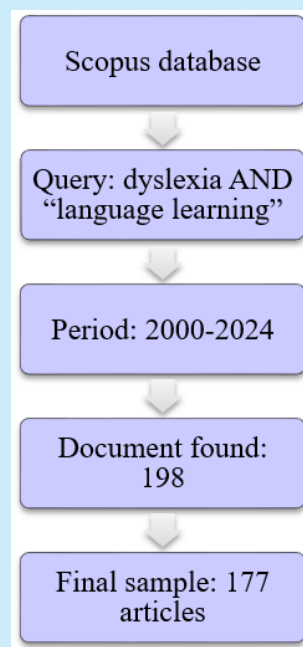 Scopus database
Query: dyslexia AND
“language learning”
Period: 2000-2024
Document found:
198
Final sample: 177
articles